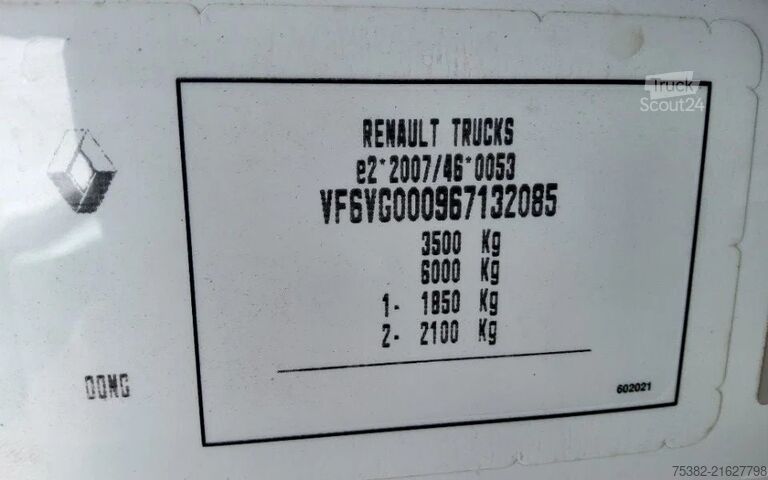 Truck
Scout24
RENAULT TRUCKS
e2*2007/46*0053
VF6VG000967132085
3500 Kg
6000 Kg
1- 1850 Kg
2- 2100 Kg
602021
75382-21627798